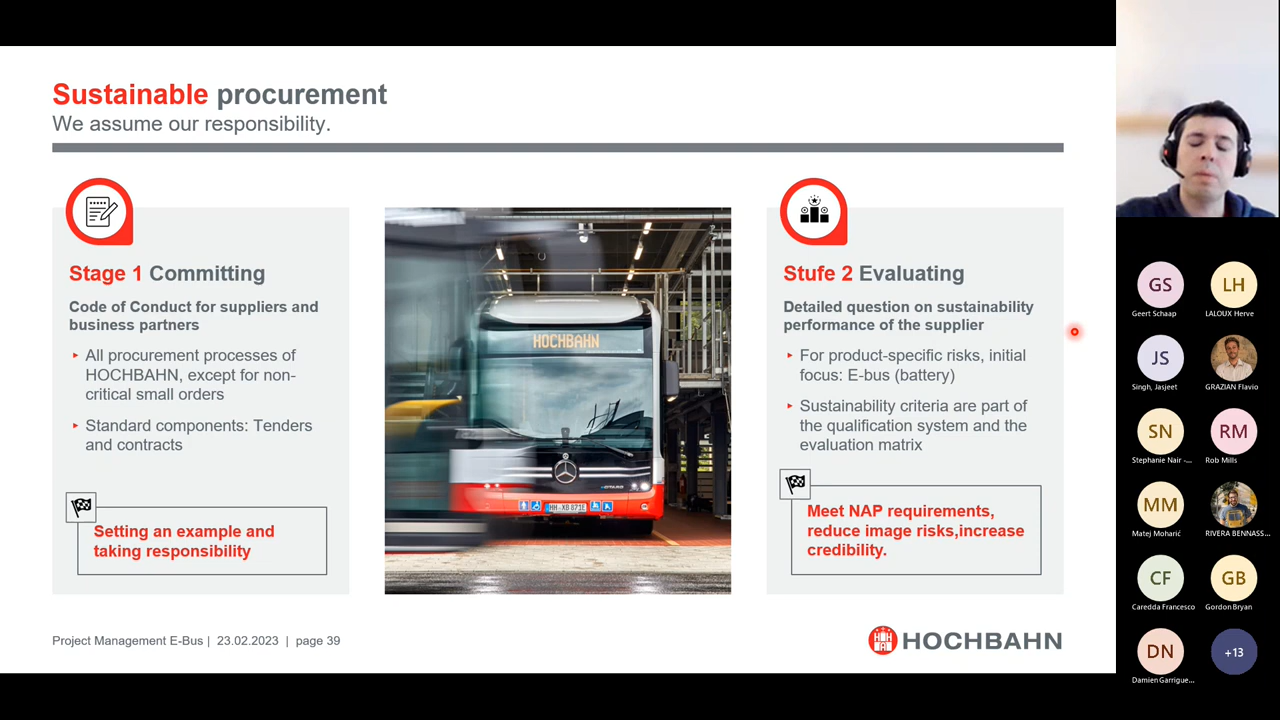 Sustainable procurement
We assume our responsibility.
Stage 1 Committing
Code of Conduct for suppliers and
business partners
All procurement processes of
HOCHBAHN, except for non-
critical small orders
Standard components: Tenders
and contracts
Setting an example and
taking responsibility
HOCHBAHN
HH XB 871E
Stufe 2 Evaluating
Detailed question on sustainability
performance of the supplier
For product-specific risks, initial
focus: E-bus (battery)
Sustainability criteria are part of
the qualification system and the
evaluation matrix
Meet NAP requirements,
reduce image risks,increase
credibility.
Project Management E-Bus | 23.02.2023 | page 39
HOCHBAHN
GS
Geert Schaap
LH
LALOUX Herve
JS
Singh, Jasjeet
GRAZIAN Flavio
SN
Stephanie Nair -...
RM
Rob Mills
MM
Matej Moharić
RIVERA BENNASS...
CF
Caredda Francesco
GB
Gordon Bryan
DN
Damien Garrigue...
+13